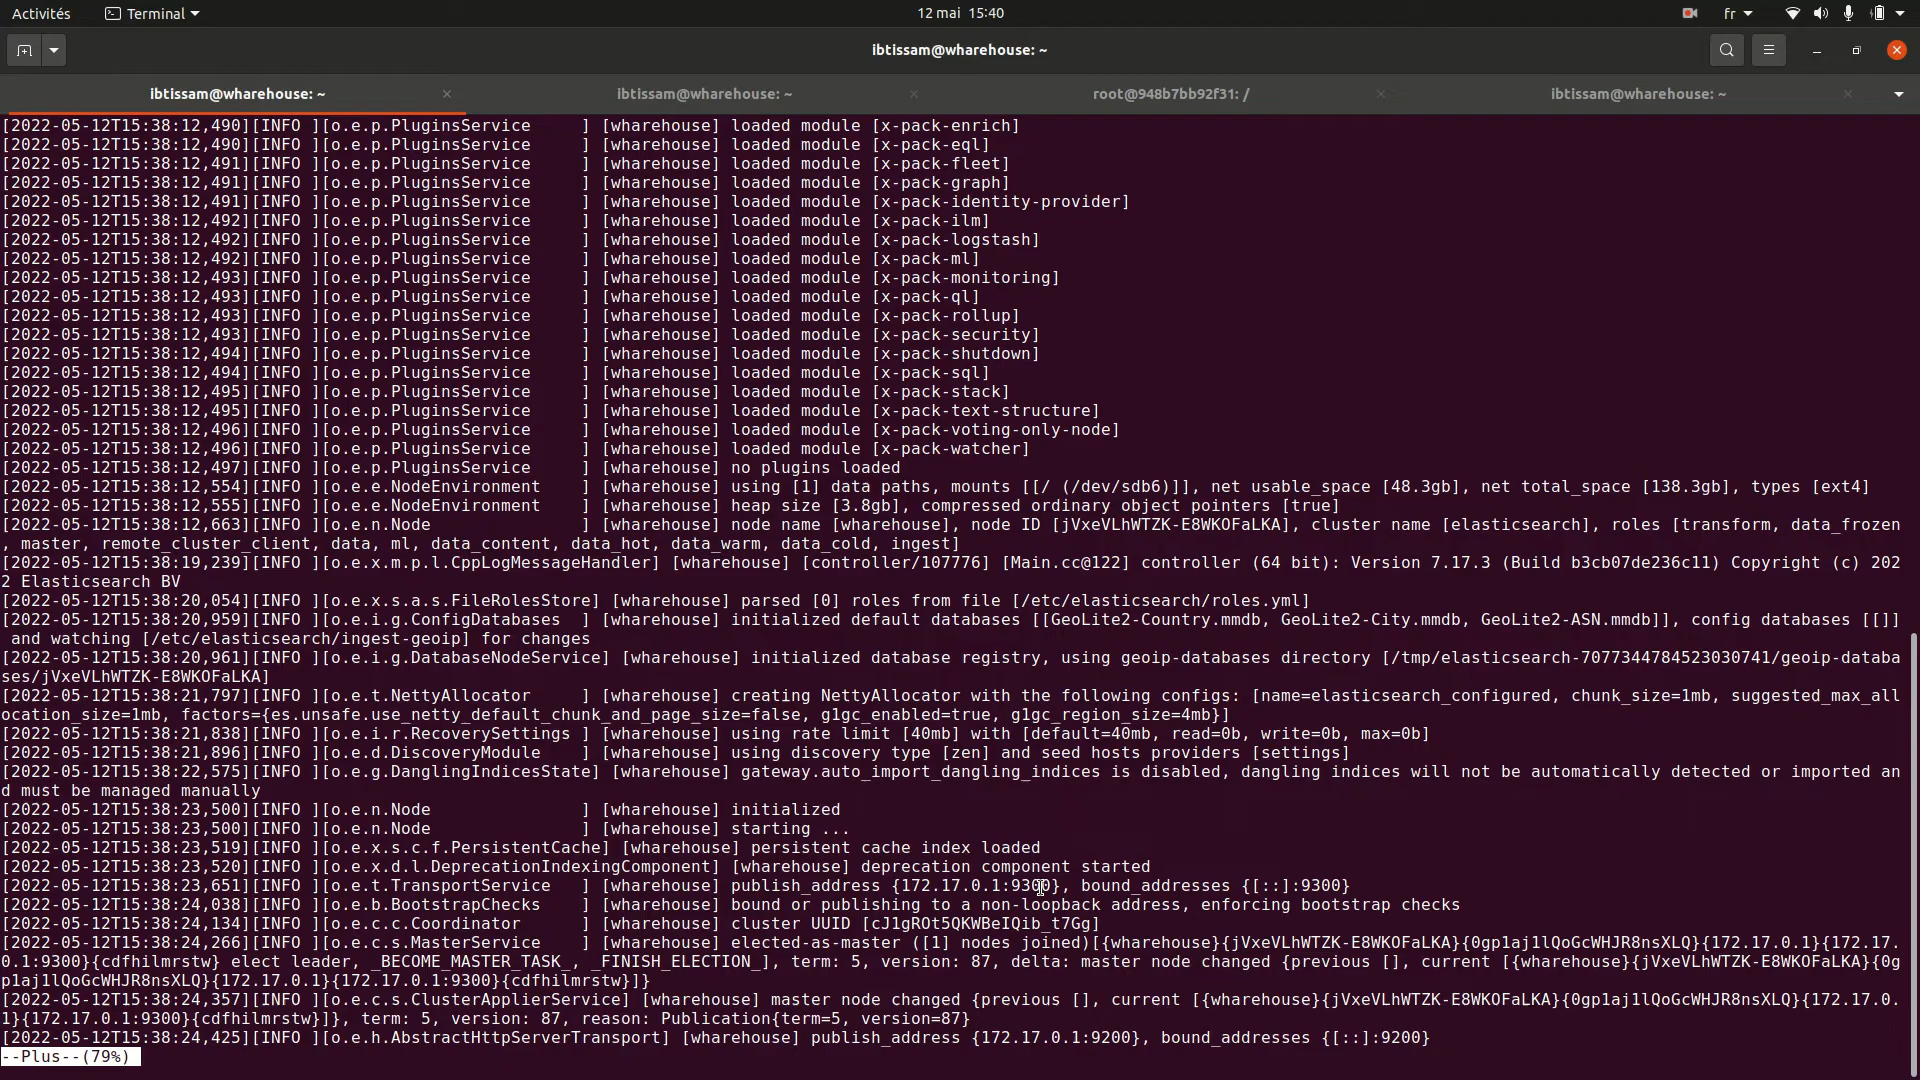 Activités
Terminal
12 mai 15:40
fr
ibtissam@wharehouse: ~
ibtissam@wharehouse: ~
ibtissam@wharehouse: ~
root@948b7bb92f31: /
ibtissam@wharehouse: ~
[2022-05-12T15:38:12,490][INFO ][o.e.p.PluginsService     ] [wharehouse] loaded module [x-pack-enrich]
[2022-05-12T15:38:12,490][INFO ][o.e.p.PluginsService     ] [wharehouse] loaded module [x-pack-eql]
[2022-05-12T15:38:12,491][INFO ][o.e.p.PluginsService     ] [wharehouse] loaded module [x-pack-fleet]
[2022-05-12T15:38:12,491][INFO ][o.e.p.PluginsService     ] [wharehouse] loaded module [x-pack-graph]
[2022-05-12T15:38:12,491][INFO ][o.e.p.PluginsService     ] [wharehouse] loaded module [x-pack-identity-provider]
[2022-05-12T15:38:12,492][INFO ][o.e.p.PluginsService     ] [wharehouse] loaded module [x-pack-ilm]
[2022-05-12T15:38:12,492][INFO ][o.e.p.PluginsService     ] [wharehouse] loaded module [x-pack-logstash]
[2022-05-12T15:38:12,492][INFO ][o.e.p.PluginsService     ] [wharehouse] loaded module [x-pack-ml]
[2022-05-12T15:38:12,493][INFO ][o.e.p.PluginsService     ] [wharehouse] loaded module [x-pack-monitoring]
[2022-05-12T15:38:12,493][INFO ][o.e.p.PluginsService     ] [wharehouse] loaded module [x-pack-ql]
[2022-05-12T15:38:12,493][INFO ][o.e.p.PluginsService     ] [wharehouse] loaded module [x-pack-rollup]
[2022-05-12T15:38:12,493][INFO ][o.e.p.PluginsService     ] [wharehouse] loaded module [x-pack-security]
[2022-05-12T15:38:12,494][INFO ][o.e.p.PluginsService     ] [wharehouse] loaded module [x-pack-shutdown]
[2022-05-12T15:38:12,494][INFO ][o.e.p.PluginsService     ] [wharehouse] loaded module [x-pack-sql]
[2022-05-12T15:38:12,495][INFO ][o.e.p.PluginsService     ] [wharehouse] loaded module [x-pack-stack]
[2022-05-12T15:38:12,495][INFO ][o.e.p.PluginsService     ] [wharehouse] loaded module [x-pack-text-structure]
[2022-05-12T15:38:12,496][INFO ][o.e.p.PluginsService     ] [wharehouse] loaded module [x-pack-voting-only-node]
[2022-05-12T15:38:12,496][INFO ][o.e.p.PluginsService     ] [wharehouse] loaded module [x-pack-watcher]
[2022-05-12T15:38:12,497][INFO ][o.e.p.PluginsService     ] [wharehouse] no plugins loaded
[2022-05-12T15:38:12,554][INFO ][o.e.e.NodeEnvironment    ] [wharehouse] using [1] data paths, mounts [[/ (/dev/sdb6)]], net usable_space [48.3gb], net total_space [138.3gb], types [ext4]
[2022-05-12T15:38:12,555][INFO ][o.e.e.NodeEnvironment    ] [wharehouse] heap size [3.8gb], compressed ordinary object pointers [true]
[2022-05-12T15:38:12,663][INFO ][o.e.n.Node               ] [wharehouse] node name [wharehouse], node ID [jVxeVLhWTZK-E8WKOFaLKA], cluster name [elasticsearch], roles [transform, data_frozen
, master, remote_cluster_client, data, ml, data_content, data_hot, data_warm, data_cold, ingest]
[2022-05-12T15:38:19,239][INFO ][o.e.x.m.p.l.CppLogMessageHandler] [wharehouse] [controller/107776] [Main.cc@122] controller (64 bit): Version 7.17.3 (Build b3cb07de236c11) Copyright (c) 202
2 Elasticsearch BV
[2022-05-12T15:38:20,054][INFO ][o.e.x.s.a.s.FileRolesStore] [wharehouse] parsed [0] roles from file [/etc/elasticsearch/roles.yml]
[2022-05-12T15:38:20,959][INFO ][o.e.i.g.ConfigDatabases  ] [wharehouse] initialized default databases [[GeoLite2-Country.mmdb, GeoLite2-City.mmdb, GeoLite2-ASN.mmdb]], config databases [[]]
 and watching [/etc/elasticsearch/ingest-geoip] for changes
[2022-05-12T15:38:20,961][INFO ][o.e.i.g.DatabaseNodeService] [wharehouse] initialized database registry, using geoip-databases directory [/tmp/elasticsearch-7077344784523030741/geoip-databa
ses/jVxeVLhWTZK-E8WKOFaLKA]
[2022-05-12T15:38:21,797][INFO ][o.e.t.NettyAllocator     ] [wharehouse] creating NettyAllocator with the following configs: [name=elasticsearch_configured, chunk_size=1mb, suggested_max_all
ocation_size=1mb, factors={es.unsafe.use_netty_default_chunk_and_page_size=false, g1gc_enabled=true, g1gc_region_size=4mb}]
[2022-05-12T15:38:21,838][INFO ][o.e.i.r.RecoverySettings ] [wharehouse] using rate limit [40mb] with [default=40mb, read=0b, write=0b, max=0b]
[2022-05-12T15:38:21,896][INFO ][o.e.d.DiscoveryModule    ] [wharehouse] using discovery type [zen] and seed hosts providers [settings]
[2022-05-12T15:38:22,575][INFO ][o.e.g.DanglingIndicesState] [wharehouse] gateway.auto_import_dangling_indices is disabled, dangling indices will not be automatically detected or imported an
d must be managed manually
[2022-05-12T15:38:23,500][INFO ][o.e.n.Node               ] [wharehouse] initialized
[2022-05-12T15:38:23,500][INFO ][o.e.n.Node               ] [wharehouse] starting ...
[2022-05-12T15:38:23,519][INFO ][o.e.x.s.c.f.PersistentCache] [wharehouse] persistent cache index loaded
[2022-05-12T15:38:23,520][INFO ][o.e.x.d.l.DeprecationIndexingComponent] [wharehouse] deprecation component started
[2022-05-12T15:38:23,651][INFO ][o.e.t.TransportService   ] [wharehouse] publish_address {172.17.0.1:9300}, bound_addresses {[::]:9300}
[2022-05-12T15:38:24,038][INFO ][o.e.b.BootstrapChecks    ] [wharehouse] bound or publishing to a non-loopback address, enforcing bootstrap checks
[2022-05-12T15:38:24,134][INFO ][o.e.c.c.Coordinator      ] [wharehouse] cluster UUID [cJ1gROt5QKWBeIQib_t7Gg]
[2022-05-12T15:38:24,266][INFO ][o.e.c.s.MasterService    ] [wharehouse] elected-as-master ([1] nodes joined)[{wharehouse}{jVxeVLhWTZK-E8WKOFaLKA}{0gp1aj1lQoGcWHJR8nsXLQ}{172.17.0.1}{172.17.
0.1:9300}{cdfhilmrstw} elect leader, _BECOME_MASTER_TASK_, _FINISH_ELECTION_], term: 5, version: 87, delta: master node changed {previous [], current [{wharehouse}{jVxeVLhWTZK-E8WKOFaLKA}{0g
p1aj1lQoGcWHJR8nsXLQ}{172.17.0.1}{172.17.0.1:9300}{cdfhilmrstw}]}
[2022-05-12T15:38:24,357][INFO ][o.e.c.s.ClusterApplierService] [wharehouse] master node changed {previous [], current [{wharehouse}{jVxeVLhWTZK-E8WKOFaLKA}{0gp1aj1lQoGcWHJR8nsXLQ}{172.17.0.
1}{172.17.0.1:9300}{cdfhilmrstw}]}, term: 5, version: 87, reason: Publication{term=5, version=87}
[2022-05-12T15:38:24,425][INFO ][o.e.h.AbstractHttpServerTransport] [wharehouse] publish_address {172.17.0.1:9200}, bound_addresses {[::]:9200}
--Plus--(79%)